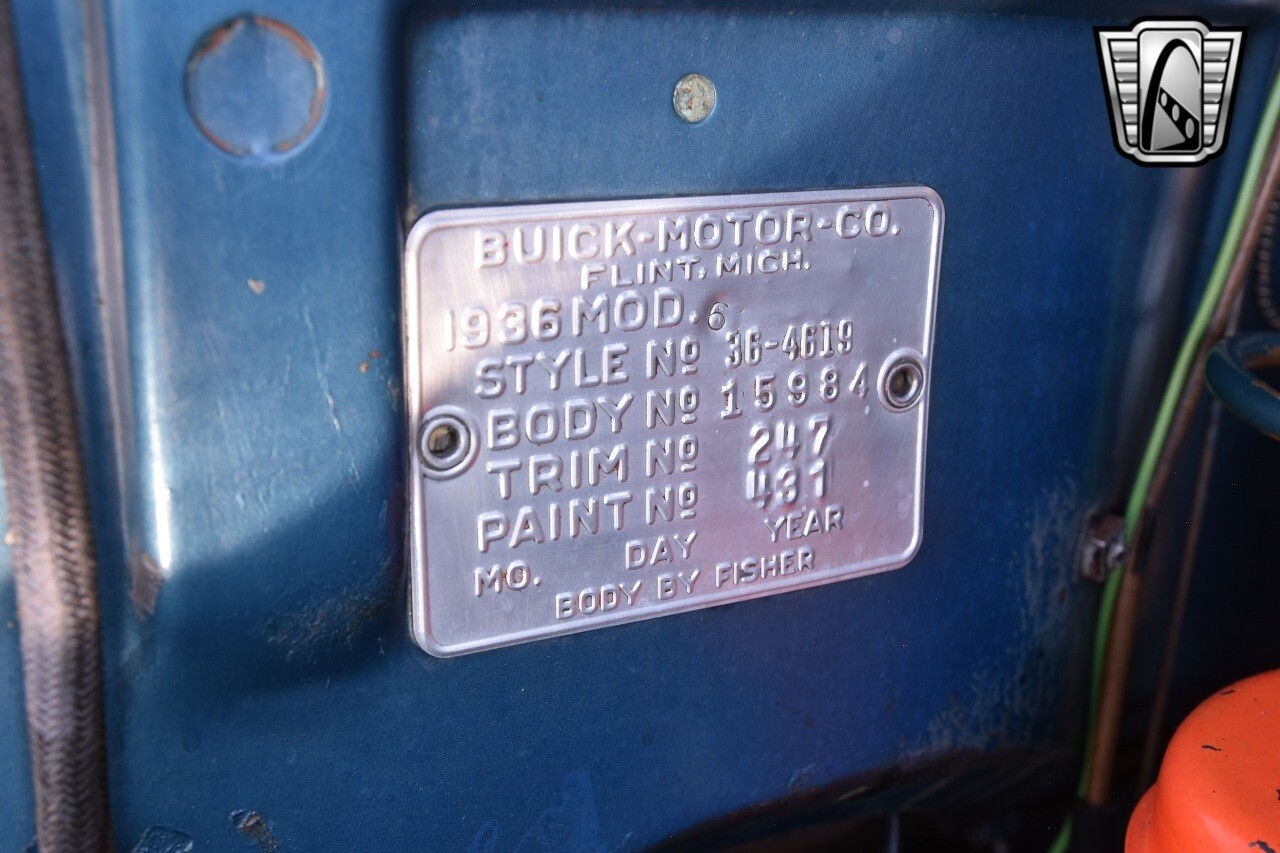 BUICK-MOTOR-CO.
FLINT, MICH.
1936 MOD. 6
STYLE Nº 36-4619
BODY Nº 15984
TRIM Nº 247
PAINT Nº 431
MO. DAY YEAR
BODY BY FISHER